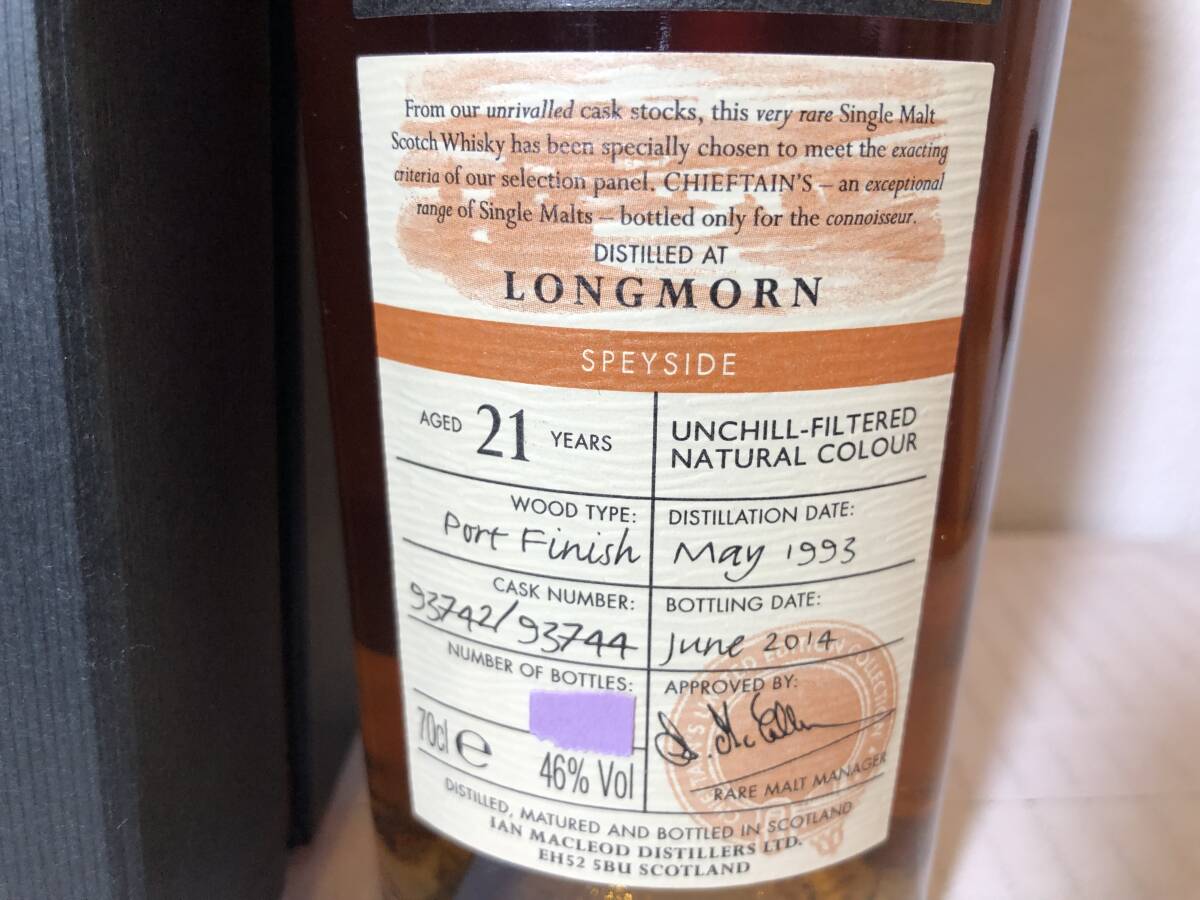 From our unrivalled cask stocks, this very rare Single Malt
Scotch Whisky has been specially chosen to meet the exacting
criteria of our selection panel. CHIEFTAIN'S – an exceptional
range of Single Malts – bottled only for the connoisseur.
DISTILLED AT
LONGMORN
SPEYSIDE
AGED 21 YEARS
UNCHILL-FILTERED
NATURAL COLOUR
WOOD TYPE:
Port Finish
DISTILLATION DATE:
May 1993
CASK NUMBER:
93742/93744
BOTTLING DATE:
June 2014
NUMBER OF BOTTLES:
APPROVED BY:
70cl e
46% Vol
RARE MALT MANAGER
DISTILLED, MATURED AND BOTTLED IN SCOTLAND
IAN MACLEOD DISTILLERS LTD.
EH52 5BU SCOTLAND
CHIEFTAIN'S LIMITED EDITION COLLECTION